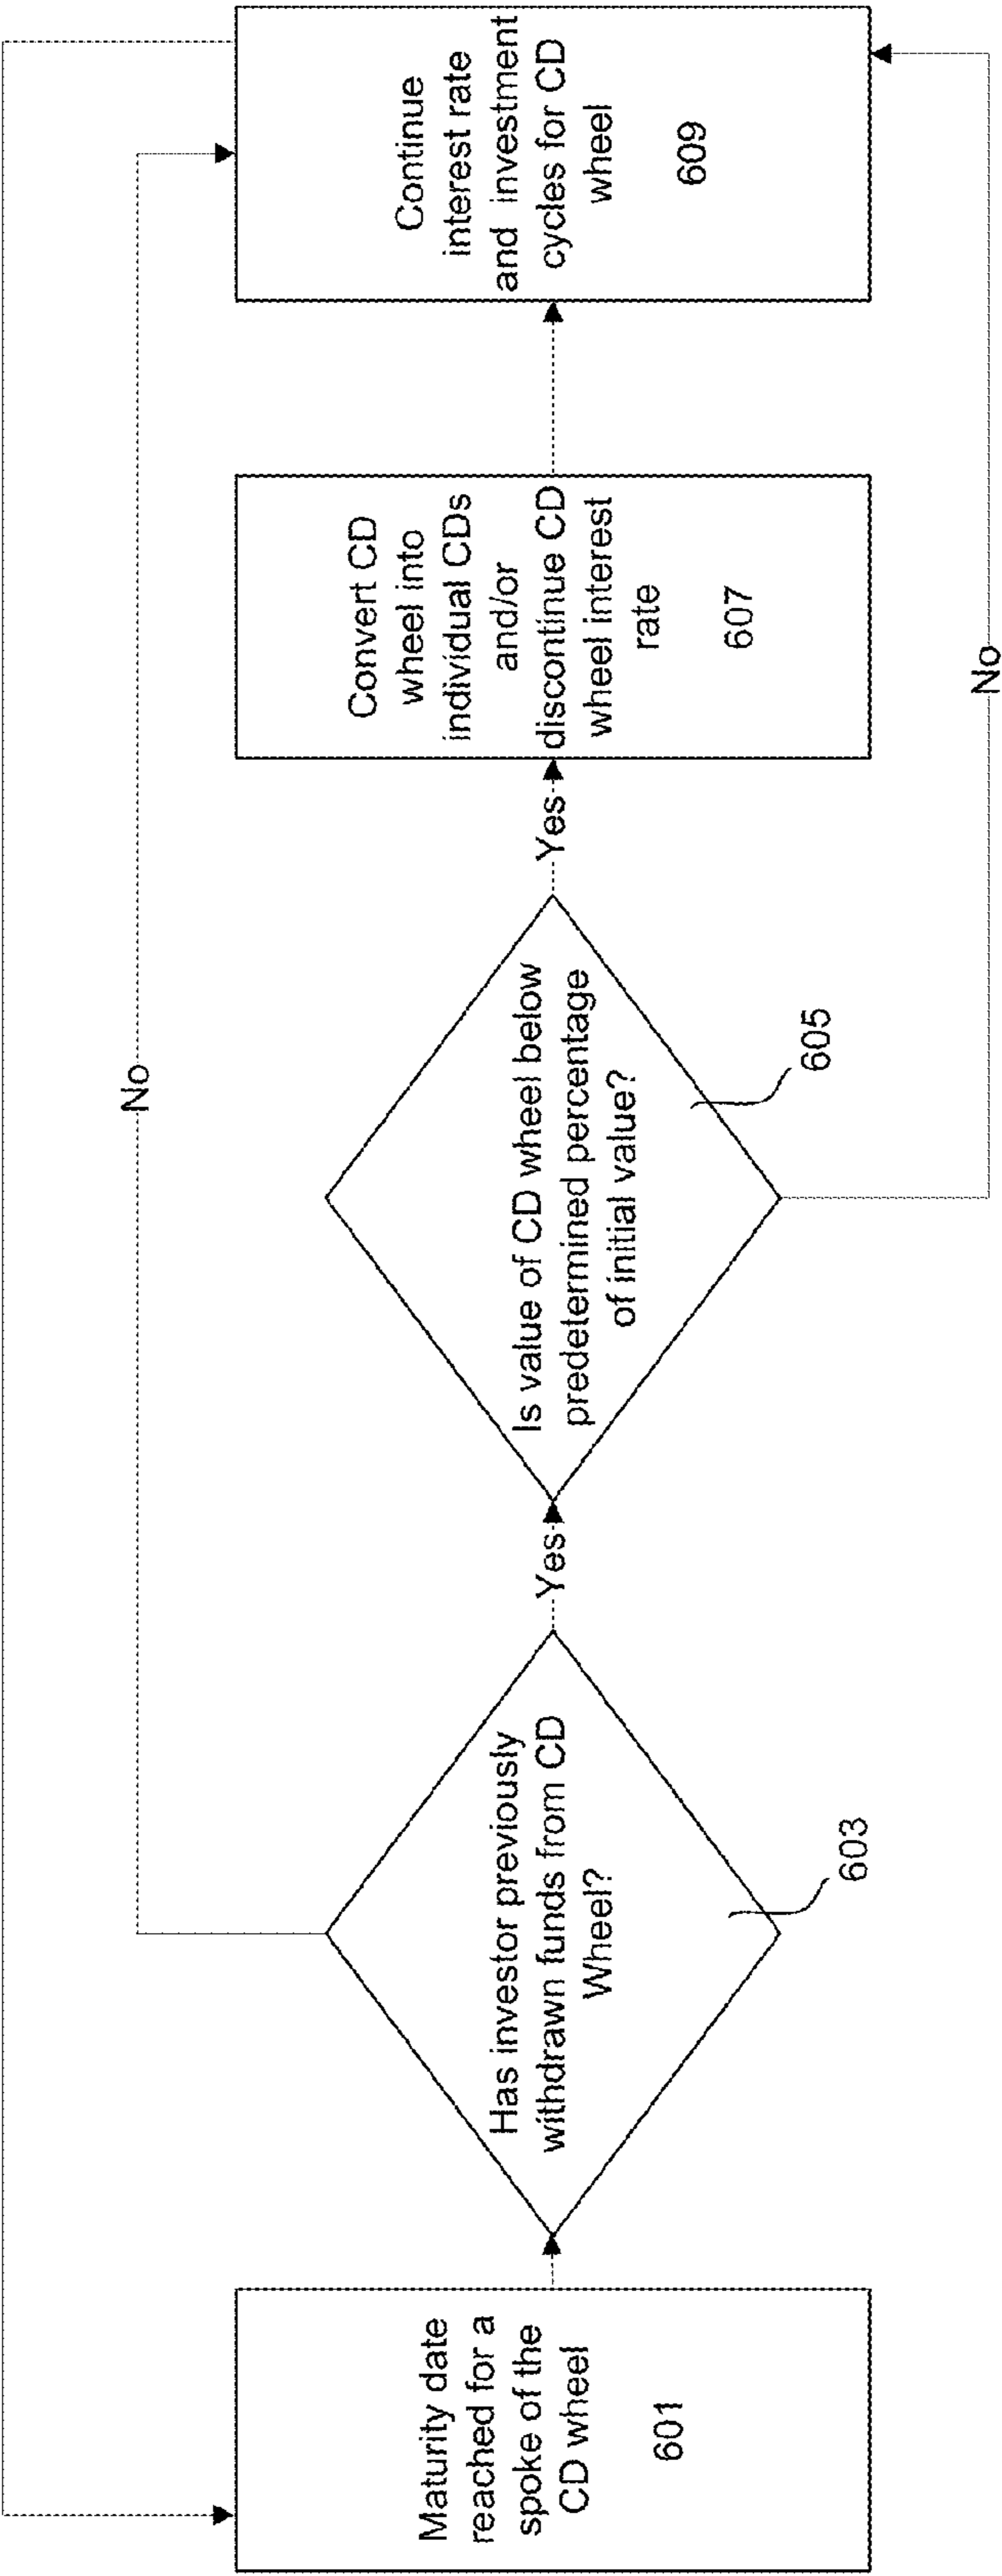 Maturity date
reached for a
spoke of the
CD wheel
601
Has investor previously
withdrawn funds from CD
Wheel?
603
Yes
No
Is value of CD wheel below
predetermined percentage
of initial value?
605
Yes
No
Convert CD
wheel into
individual CDs
and/or
discontinue CD
wheel interest
rate
607
Continue
interest rate
and investment
cycles for CD
wheel
609